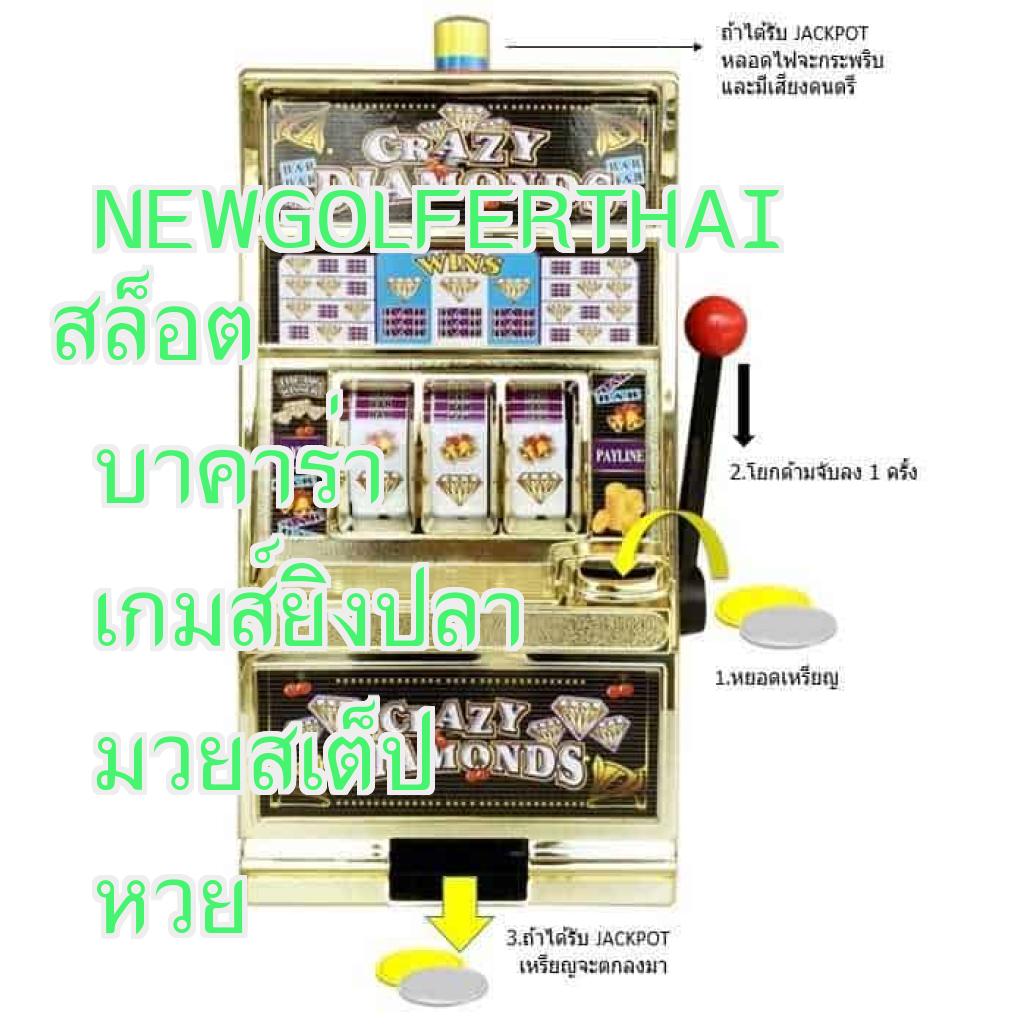 ถ้าได้รับ JACKPOT
หลอดไฟจะกระพริบ
และมีเสียงดนตรี
CRAZY
DIAMONDS
NEWGOLFERTHAI
WINS
สล็อต
บาคาร่า
PAYLINE
2.โยกด้ามจับลง 1 ครั้ง
เกมส์ยิงปลา
1.หยอดเหรียญ
CRAZY
DIAMONDS
มวยสเต็ป
หวย
3.ถ้าได้รับ JACKPOT
เหรียญจะตกลงมา